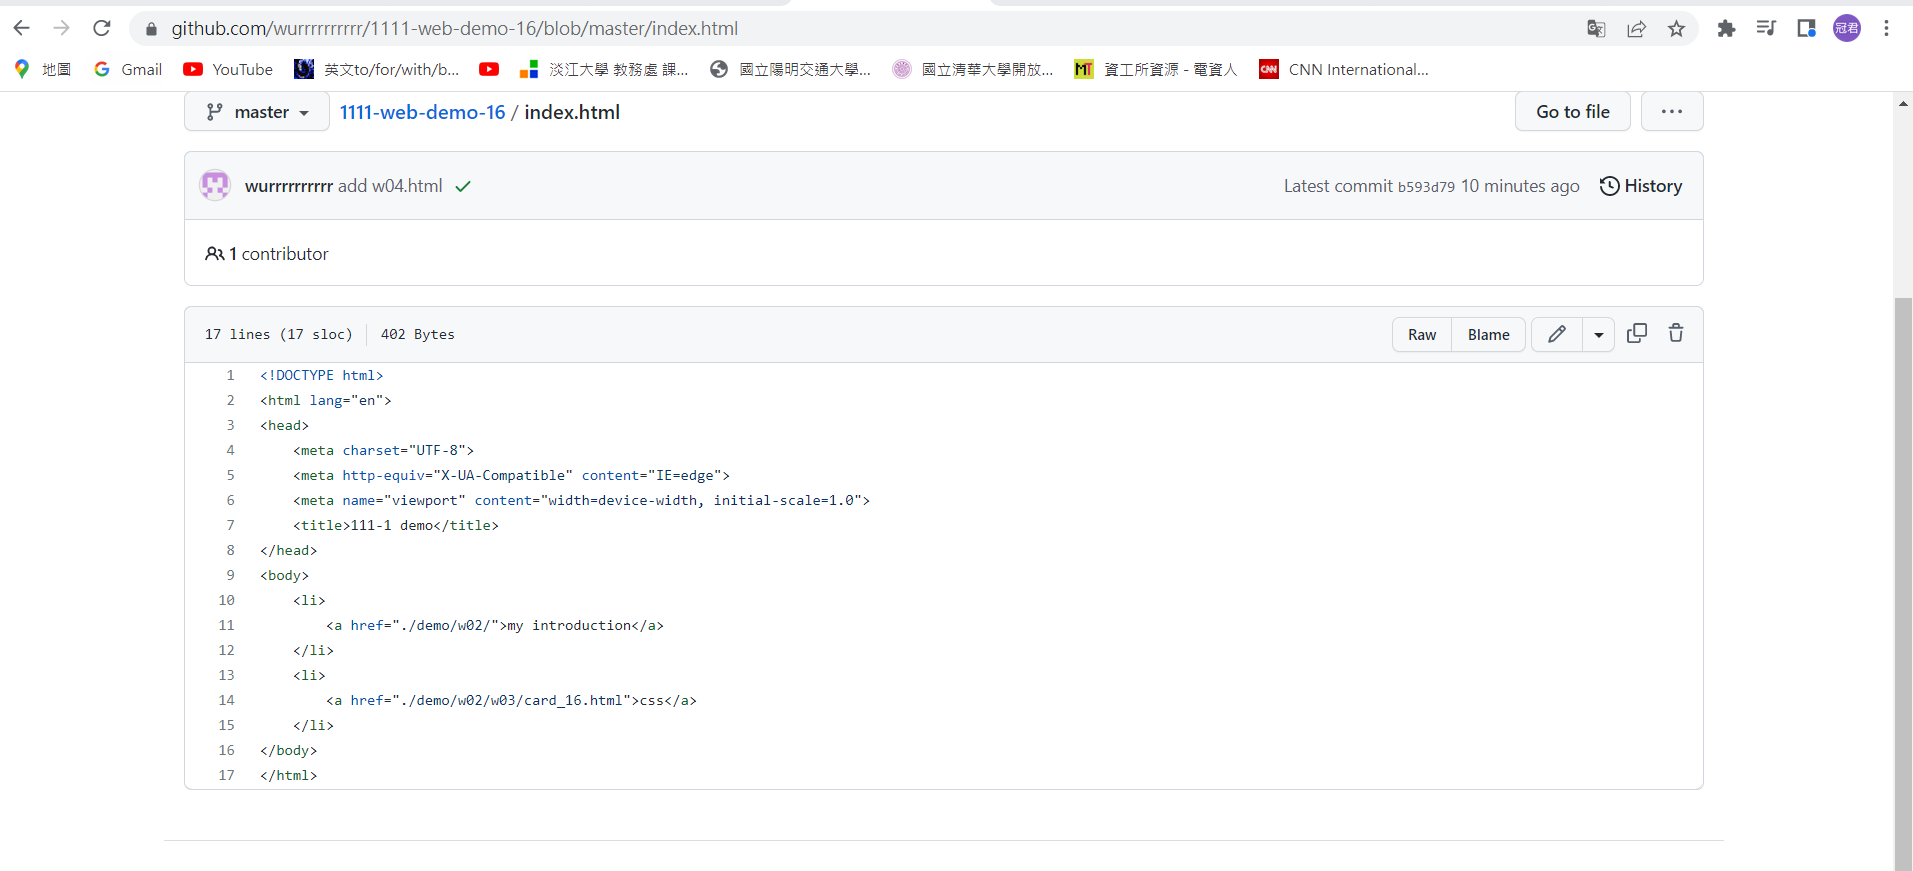 github.com/wurrrrrrrrrr/1111-web-demo-16/blob/master/index.html
冠君
地圖 Gmail YouTube 英文to/for/with/b... 淡江大學 教務處 課... 國立陽明交通大學... 國立清華大學開放... MT 資工所資源 - 電資人 CNN CNN International...
master 1111-web-demo-16 / index.html Go to file ...
wurrrrrrrrrr add w04.html Latest commit b593d79 10 minutes ago History
1 contributor
17 lines (17 sloc) 402 Bytes Raw Blame
1 <!DOCTYPE html>
2 <html lang="en">
3 <head>
4 <meta charset="UTF-8">
5 <meta http-equiv="X-UA-Compatible" content="IE=edge">
6 <meta name="viewport" content="width=device-width, initial-scale=1.0">
7 <title>111-1 demo</title>
8 </head>
9 <body>
10 <li>
11 <a href="./demo/w02/">my introduction</a>
12 </li>
13 <li>
14 <a href="./demo/w02/w03/card_16.html">css</a>
15 </li>
16 </body>
17 </html>